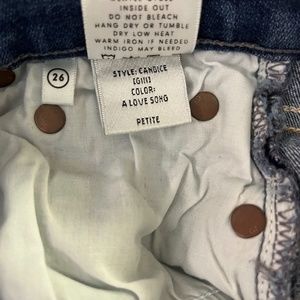 INSIDE OUT
DO NOT BLEACH
HANG DRY OR TUMBLE
DRY LOW HEAT
WARM IRON IF NEEDED
INDIGO MAY BLEED
26
STYLE: CANDICE
(G111)
COLOR:
A LOVE SONG
PETITE